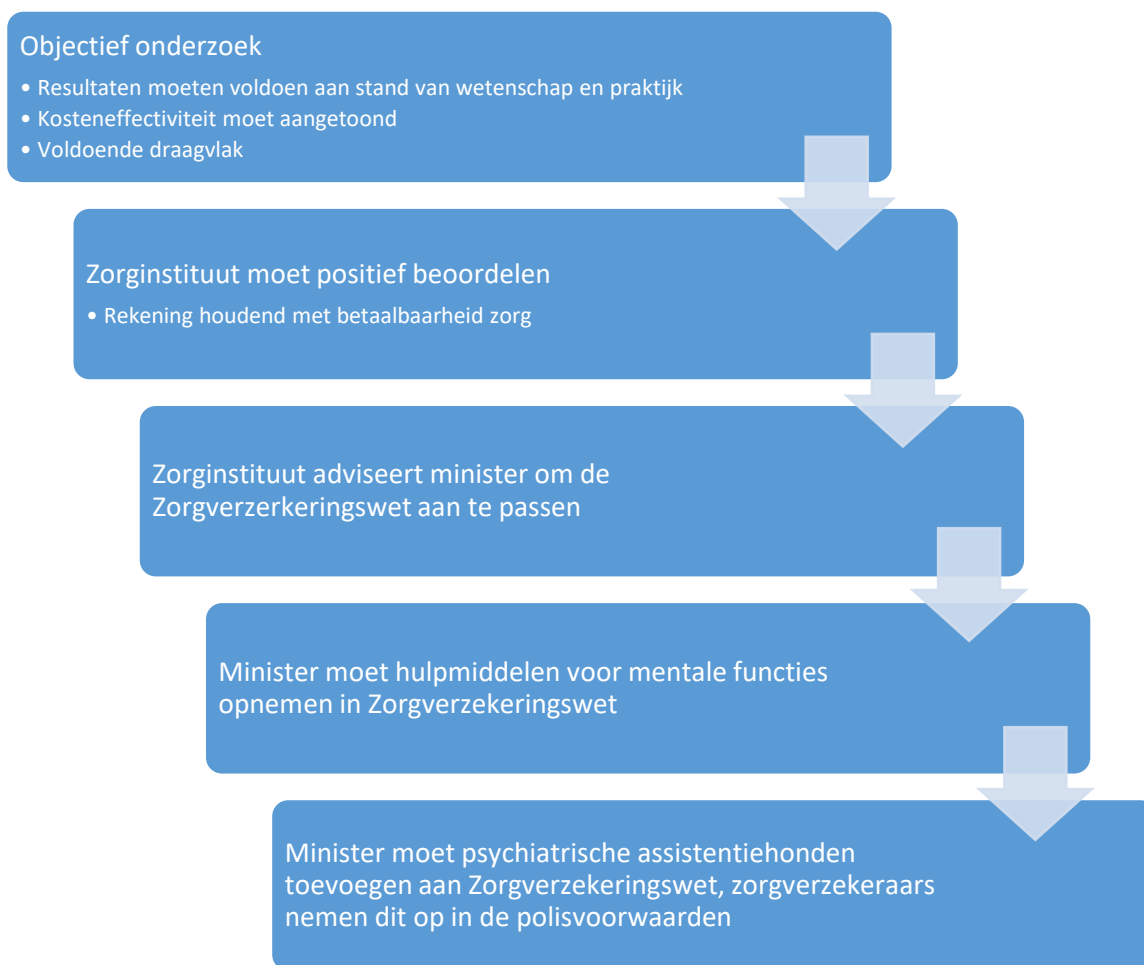 Objectief onderzoek
• Resultaten moeten voldoen aan stand van wetenschap en praktijk
• Kosteneffectiviteit moet aangetoond
• Voldoende draagvlak
Zorginstituut moet positief beoordelen
• Rekening houdend met betaalbaarheid zorg
Zorginstituut adviseert minister om de
Zorgverzerkeringswet aan te passen
Minister moet hulpmiddelen voor mentale functies
opnemen in Zorgverzekeringswet
Minister moet psychiatrische assistentiehonden
toevoegen aan Zorgverzekeringswet, zorgverzekeraars
nemen dit op in de polisvoorwaarden